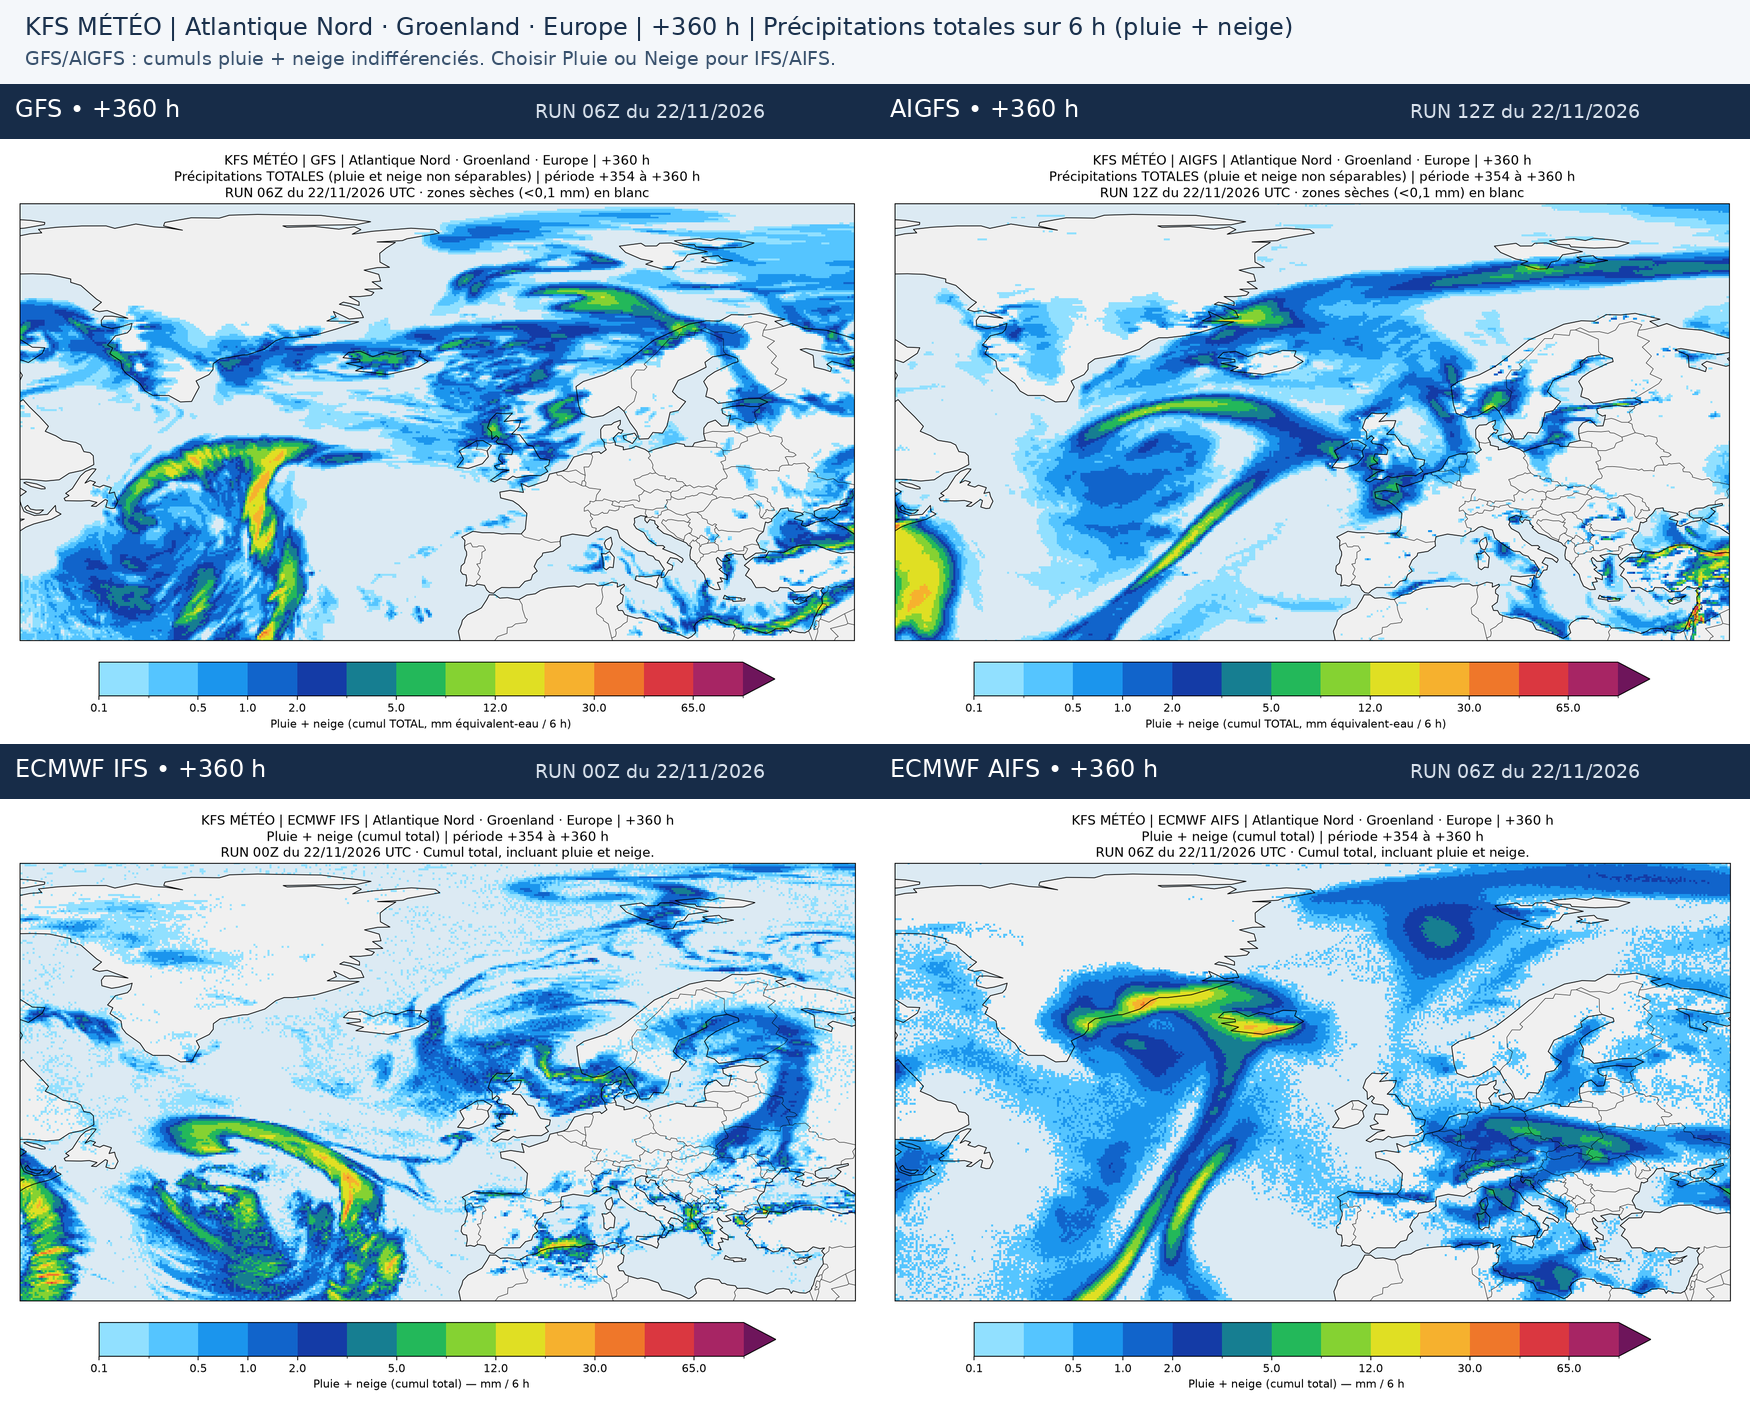 KFS MÉTÉO | Atlantique Nord · Groenland · Europe | +360 h | Précipitations totales sur 6 h (pluie + neige)
GFS/AIGFS : cumuls pluie + neige indifférenciés. Choisir Pluie ou Neige pour IFS/AIFS.
GFS • +360 h
RUN 06Z du 22/11/2026
AIGFS • +360 h
RUN 12Z du 22/11/2026
KFS MÉTÉO | GFS | Atlantique Nord · Groenland · Europe | +360 h
Précipitations TOTALES (pluie et neige non séparables) | période +354 à +360 h
RUN 06Z du 22/11/2026 UTC · zones sèches (<0,1 mm) en blanc
KFS MÉTÉO | AIGFS | Atlantique Nord · Groenland · Europe | +360 h
Précipitations TOTALES (pluie et neige non séparables) | période +354 à +360 h
RUN 12Z du 22/11/2026 UTC · zones sèches (<0,1 mm) en blanc
0.1 0.5 1.0 2.0 5.0 12.0 30.0 65.0
Pluie + neige (cumul TOTAL, mm équivalent-eau / 6 h)
0.1 0.5 1.0 2.0 5.0 12.0 30.0 65.0
Pluie + neige (cumul TOTAL, mm équivalent-eau / 6 h)
ECMWF IFS • +360 h
RUN 00Z du 22/11/2026
ECMWF AIFS • +360 h
RUN 06Z du 22/11/2026
KFS MÉTÉO | ECMWF IFS | Atlantique Nord · Groenland · Europe | +360 h
Pluie + neige (cumul total) | période +354 à +360 h
RUN 00Z du 22/11/2026 UTC · Cumul total, incluant pluie et neige.
KFS MÉTÉO | ECMWF AIFS | Atlantique Nord · Groenland · Europe | +360 h
Pluie + neige (cumul total) | période +354 à +360 h
RUN 06Z du 22/11/2026 UTC · Cumul total, incluant pluie et neige.
0.1 0.5 1.0 2.0 5.0 12.0 30.0 65.0
Pluie + neige (cumul total) — mm / 6 h
0.1 0.5 1.0 2.0 5.0 12.0 30.0 65.0
Pluie + neige (cumul total) — mm / 6 h